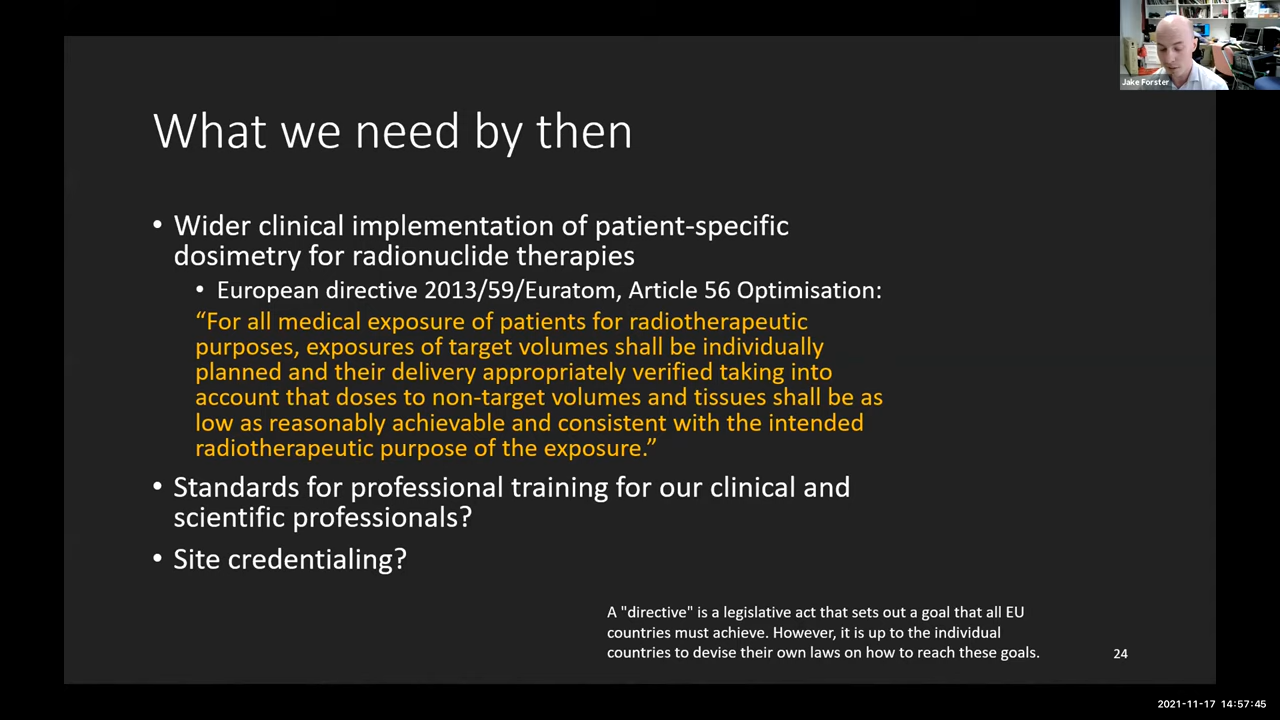 Jake Forster
What we need by then
• Wider clinical implementation of patient-specific
dosimetry for radionuclide therapies
• European directive 2013/59/Euratom, Article 56 Optimisation:
“For all medical exposure of patients for radiotherapeutic
purposes, exposures of target volumes shall be individually
planned and their delivery appropriately verified taking into
account that doses to non-target volumes and tissues shall be as
low as reasonably achievable and consistent with the intended
radiotherapeutic purpose of the exposure.”
• Standards for professional training for our clinical and
scientific professionals?
• Site credentialing?
A "directive" is a legislative act that sets out a goal that all EU
countries must achieve. However, it is up to the individual
countries to devise their own laws on how to reach these goals.
24
2021-11-17 14:57:45